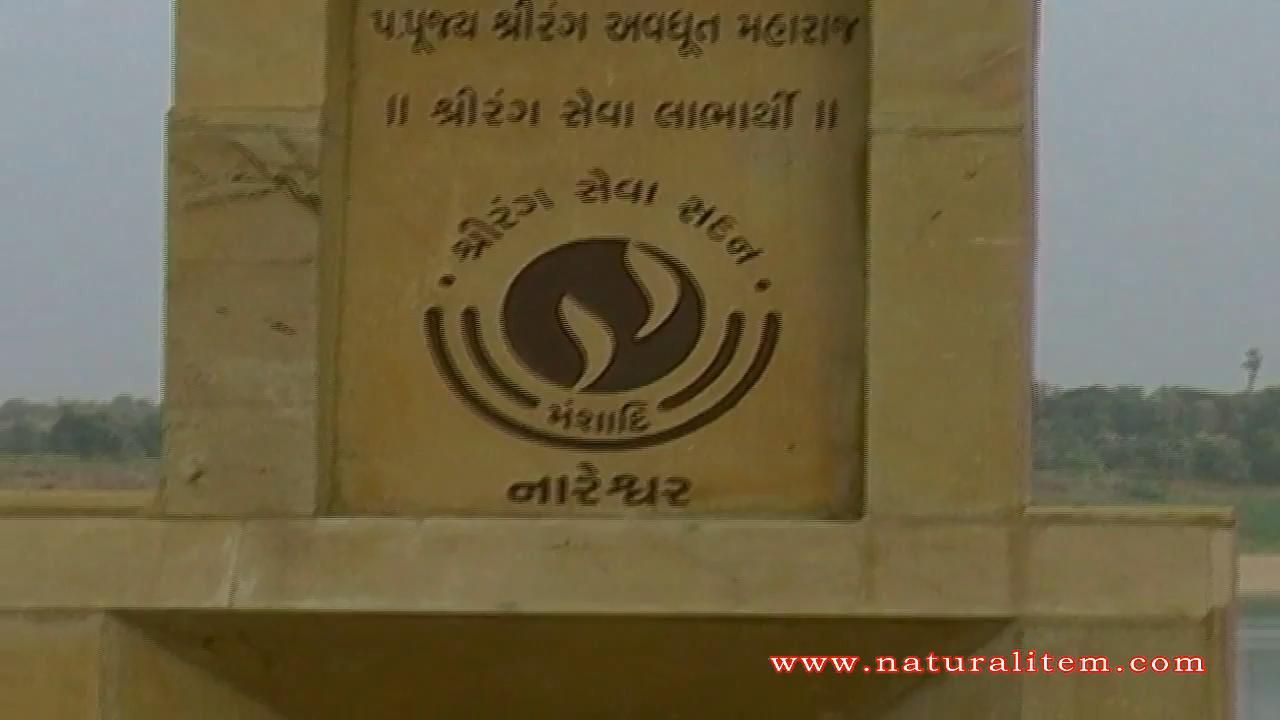 પ.પૂજ્ય શ્રીરંગ અવધૂત મહારાજ
॥ શ્રીરંગ સેવા લાભાર્થી ॥
• શ્રીરંગ સેવા સદન •
મંશાદિ
નારેશ્વર
www.naturalitem.com